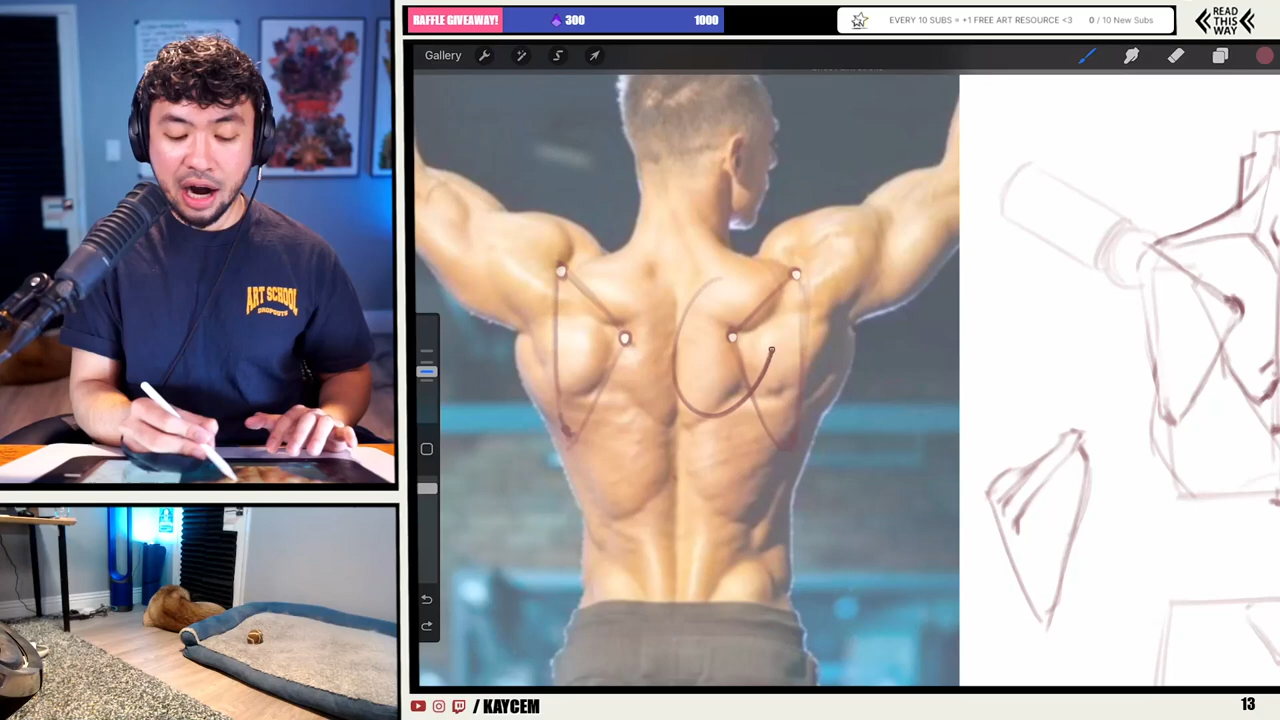 RAFFLE GIVEAWAY!
300
1000
EVERY 10 SUBS = +1 FREE ART RESOURCE <3
0 / 10 New Subs
READ
THIS
WAY
Gallery
ART SCHOOL
DROPOUTS
/ KAYCEM
13